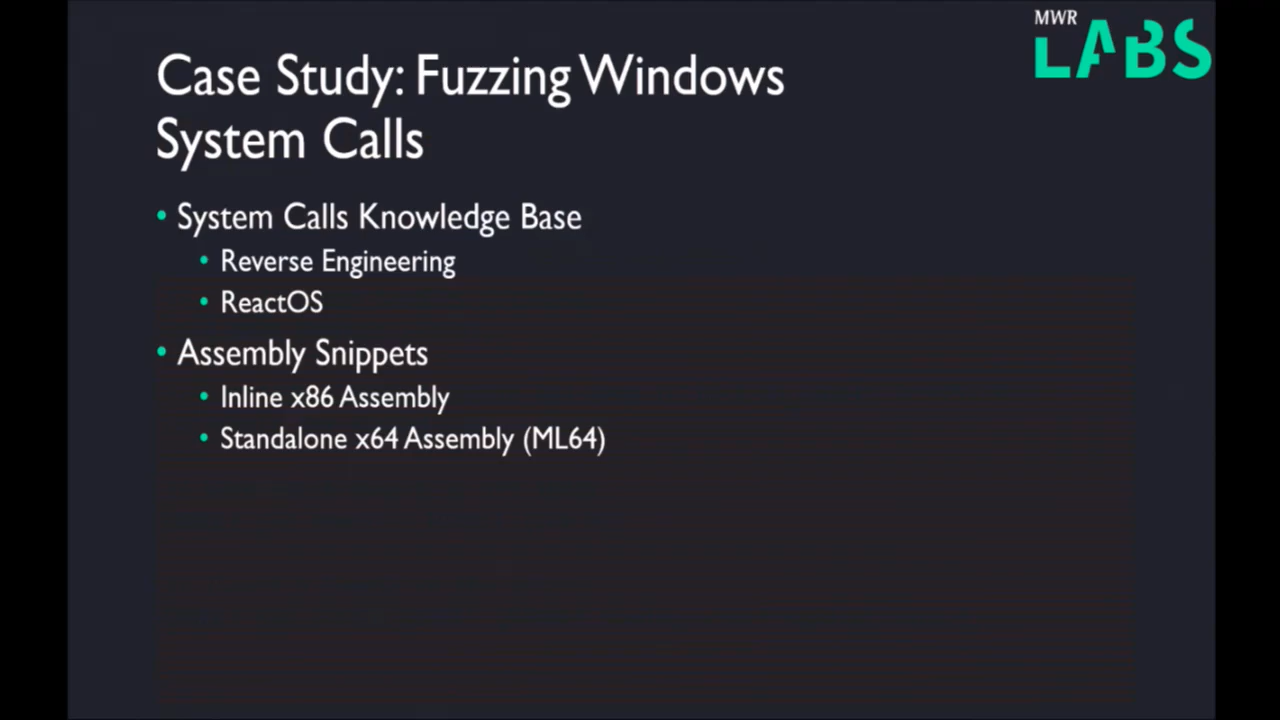 MWR
LABS
Case Study: Fuzzing Windows
System Calls
• System Calls Knowledge Base
• Reverse Engineering
• ReactOS
• Assembly Snippets
• Inline x86 Assembly
• Standalone x64 Assembly (ML64)